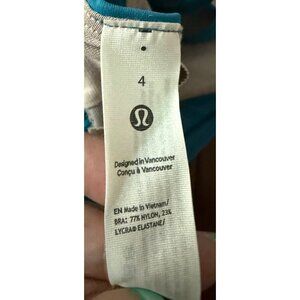 4
Designed in Vancouver
Conçu à Vancouver
EN Made in Vietnam/
BRA: 77% NYLON, 23%
LYCRA® ELASTANE/